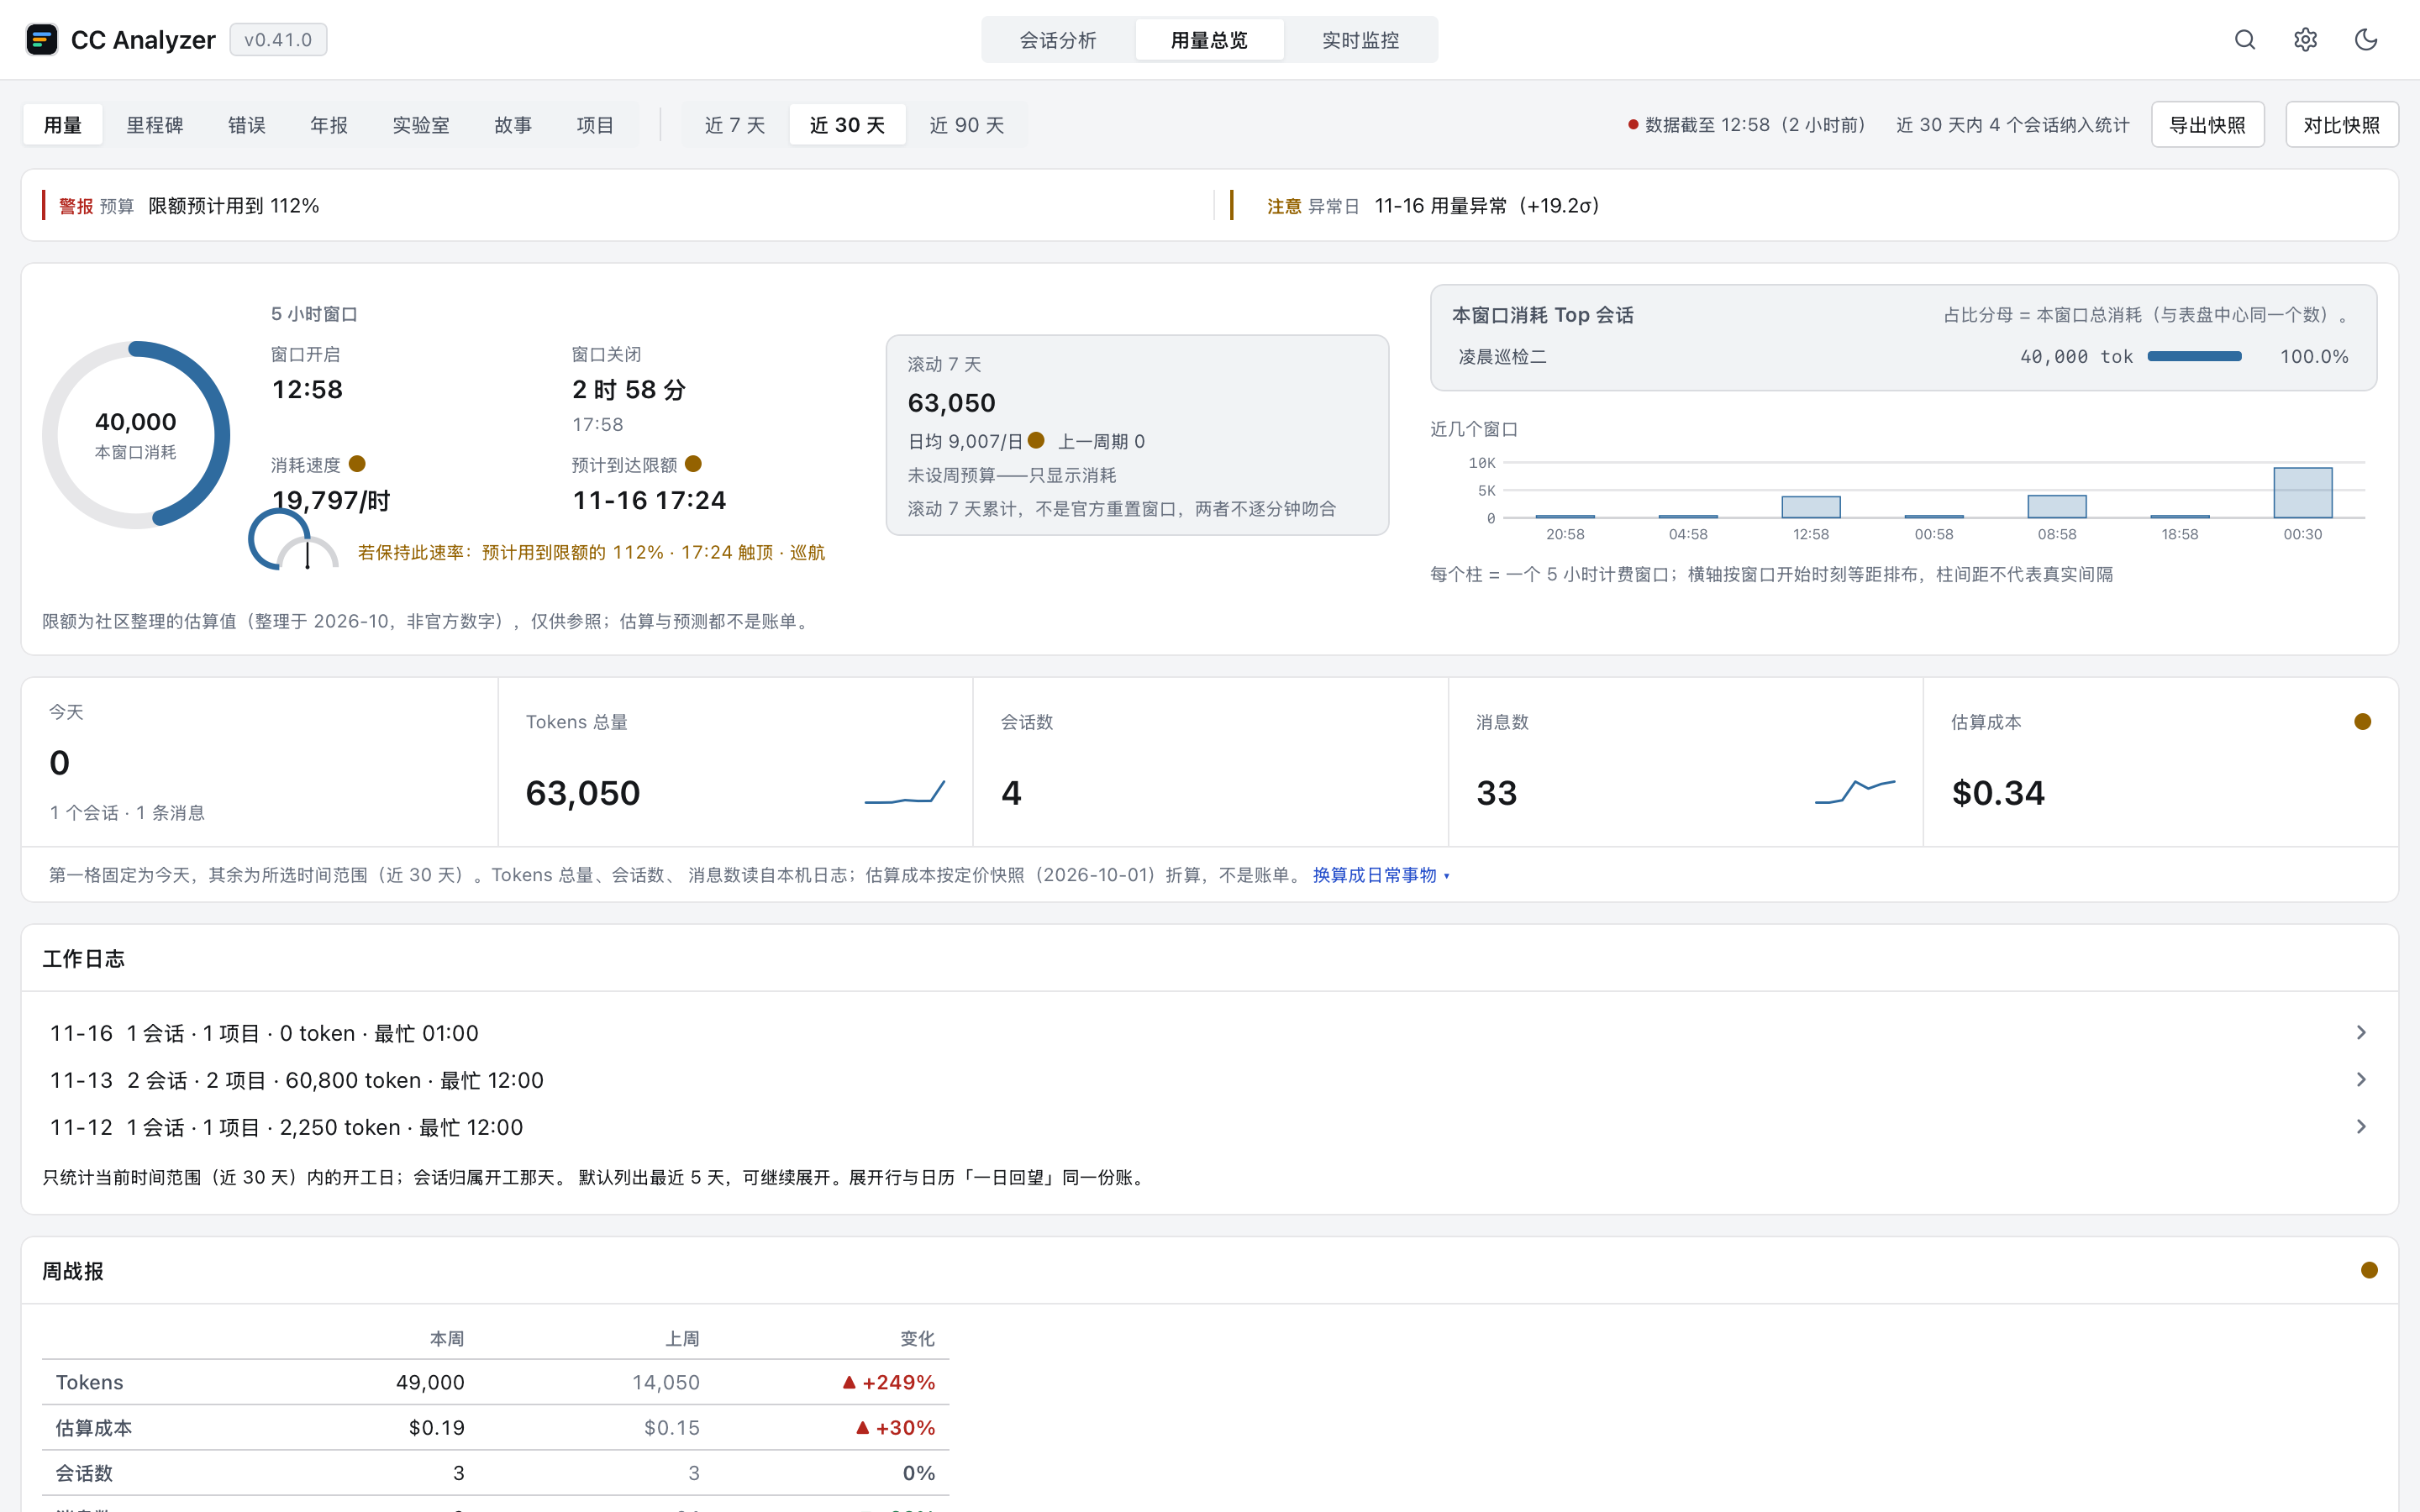 CC Analyzer v0.41.0 会话分析 用量总览 实时监控
用量 里程碑 错误 年报 实验室 故事 项目 近 7 天 近 30 天 近 90 天 数据截至 12:58（2 小时前） 近 30 天内 4 个会话纳入统计 导出快照 对比快照
警报 预算 限额预计用到 112% 注意 异常日 11-16 用量异常（+19.2σ）
40,000
本窗口消耗
5 小时窗口
窗口开启
12:58
窗口关闭
2 时 58 分
17:58
消耗速度
19,797/时
预计到达限额
11-16 17:24
若保持此速率：预计用到限额的 112% · 17:24 触顶 · 巡航
滚动 7 天
63,050
日均 9,007/日 上一周期 0
未设周预算——只显示消耗
滚动 7 天累计，不是官方重置窗口，两者不逐分钟吻合
本窗口消耗 Top 会话 占比分母 = 本窗口总消耗（与表盘中心同一个数）。
凌晨巡检二 40,000 tok 100.0%
近几个窗口
10K
5K
0
20:58 04:58 12:58 00:58 08:58 18:58 00:30
每个柱 = 一个 5 小时计费窗口；横轴按窗口开始时刻等距排布，柱间距不代表真实间隔
限额为社区整理的估算值（整理于 2026-10，非官方数字），仅供参照；估算与预测都不是账单。
今天
0
1 个会话 · 1 条消息
Tokens 总量
63,050
会话数
4
消息数
33
估算成本
$0.34
第一格固定为今天，其余为所选时间范围（近 30 天）。Tokens 总量、会话数、 消息数读自本机日志；估算成本按定价快照（2026-10-01）折算，不是账单。 换算成日常事物 ▾
工作日志
11-16 1 会话 · 1 项目 · 0 token · 最忙 01:00
11-13 2 会话 · 2 项目 · 60,800 token · 最忙 12:00
11-12 1 会话 · 1 项目 · 2,250 token · 最忙 12:00
只统计当前时间范围（近 30 天）内的开工日；会话归属开工那天。 默认列出最近 5 天，可继续展开。展开行与日历「一日回望」同一份账。
周战报
本周 上周 变化
Tokens 49,000 14,050 ▲ +249%
估算成本 $0.19 $0.15 ▲ +30%
会话数 3 3 0%